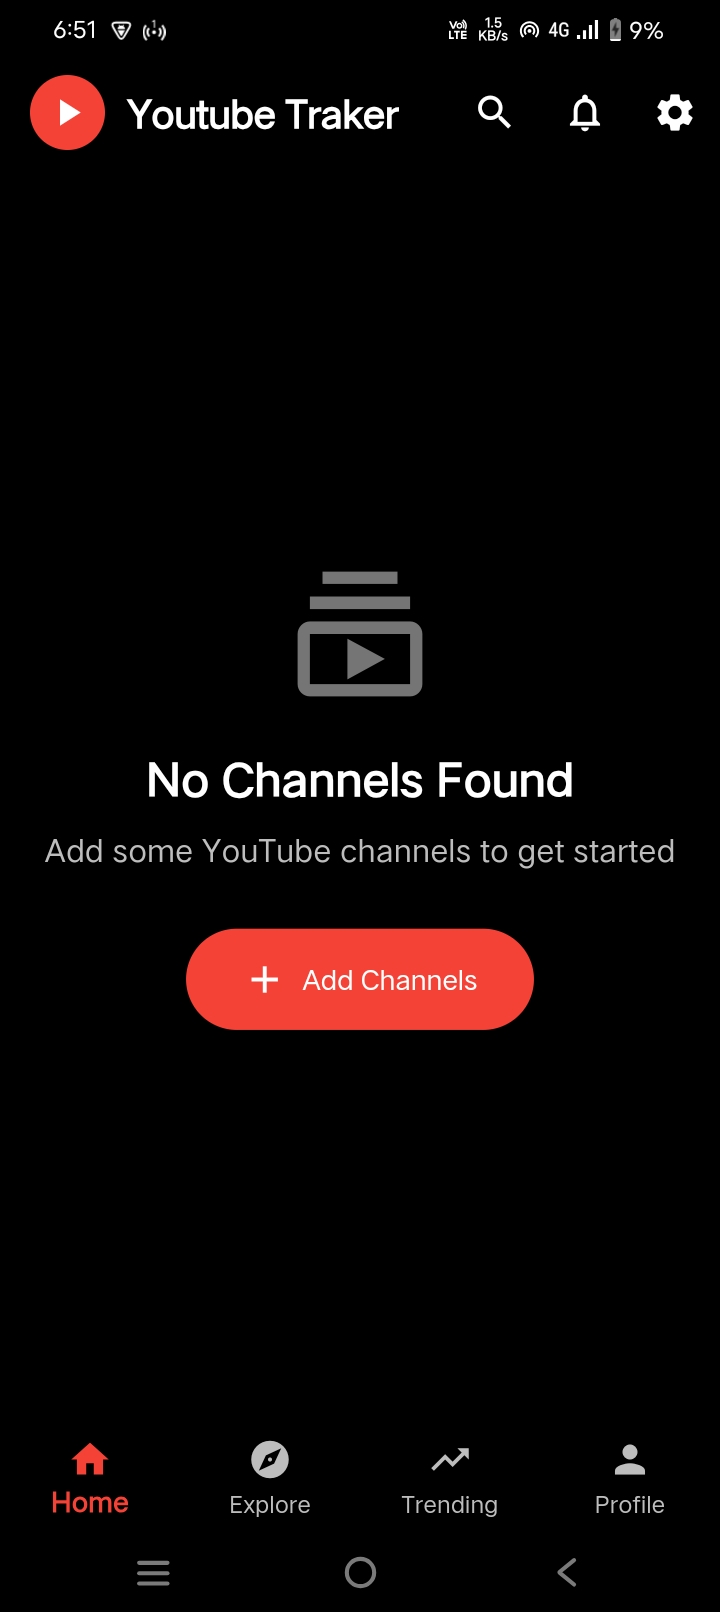 6:51 1 Vo) LTE 1.5 KB/s 4G 9%
Youtube Traker
No Channels Found
Add some YouTube channels to get started
Add Channels
Home Explore Trending Profile